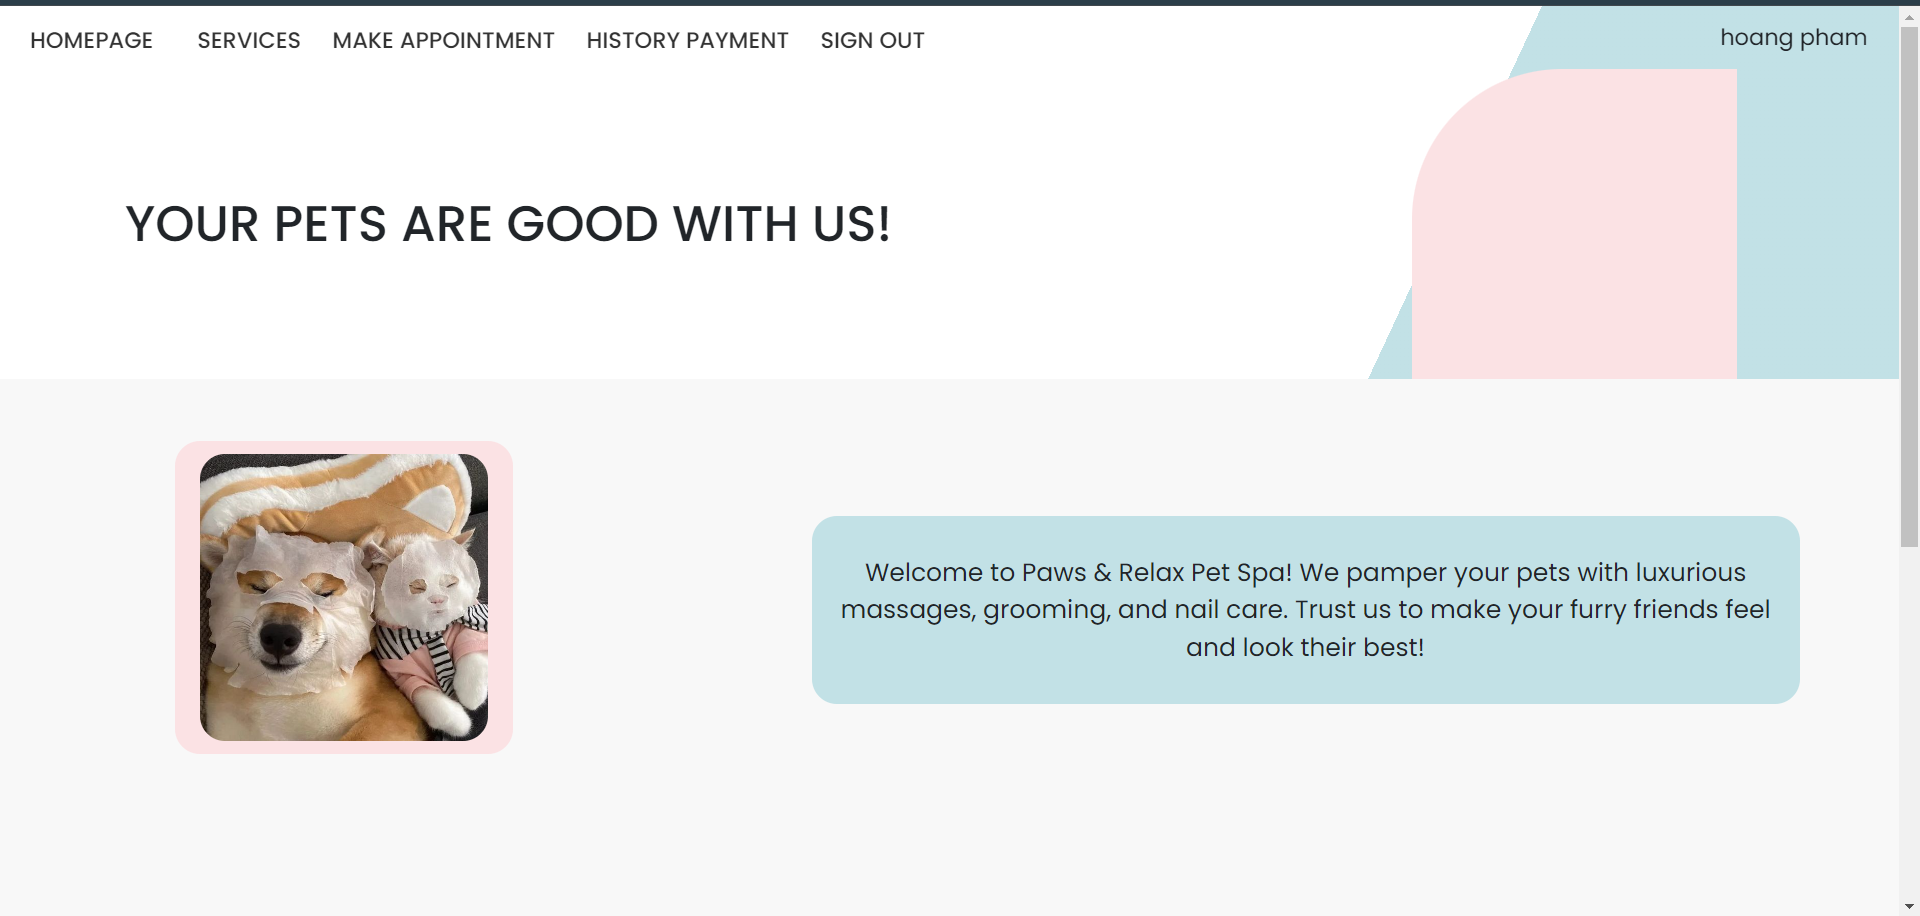 HOMEPAGE SERVICES MAKE APPOINTMENT HISTORY PAYMENT SIGN OUT hoang pham
YOUR PETS ARE GOOD WITH US!
Welcome to Paws & Relax Pet Spa! We pamper your pets with luxurious
massages, grooming, and nail care. Trust us to make your furry friends feel
and look their best!